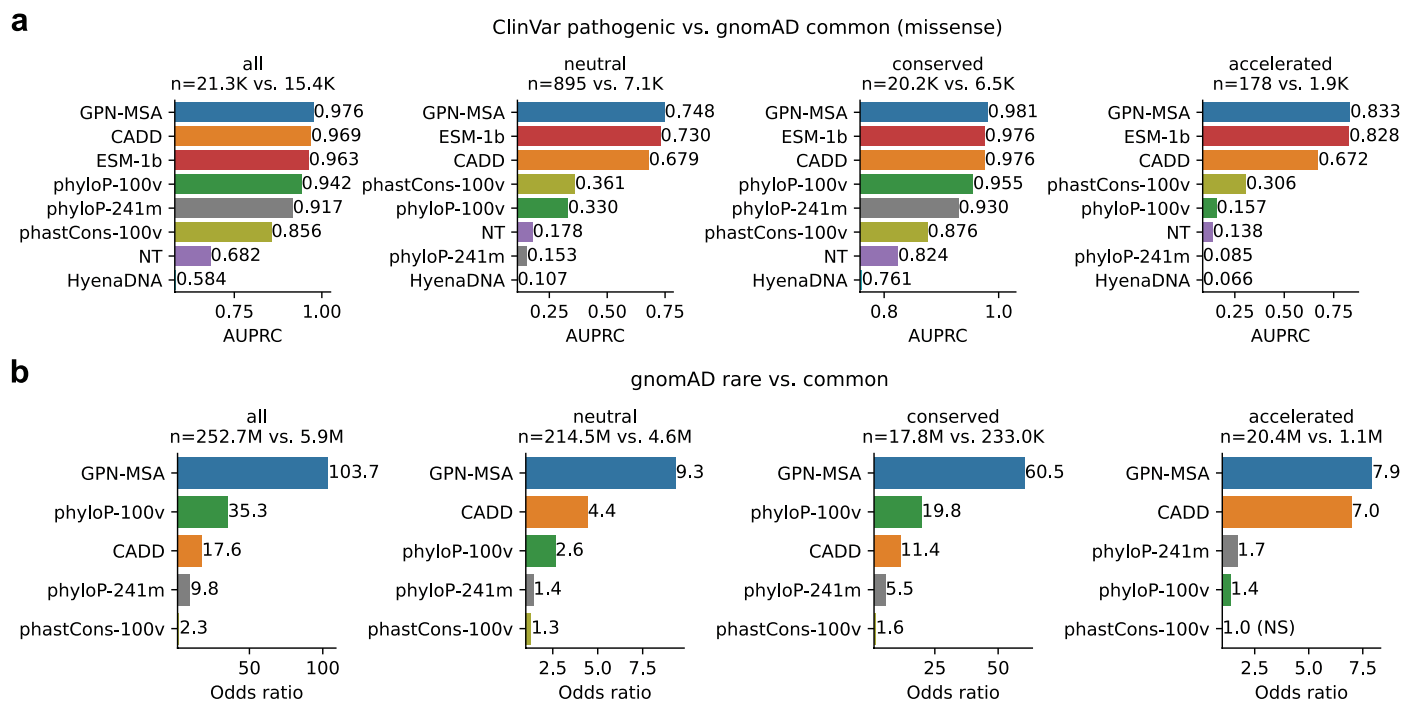 a
ClinVar pathogenic vs. gnomAD common (missense)
all
n=21.3K vs. 15.4K
GPN-MSA 0.976
CADD 0.969
ESM-1b 0.963
phyloP-100v 0.942
phyloP-241m 0.917
phastCons-100v 0.856
NT 0.682
HyenaDNA 0.584
0.75 1.00
AUPRC
neutral
n=895 vs. 7.1K
GPN-MSA 0.748
ESM-1b 0.730
CADD 0.679
phastCons-100v 0.361
phyloP-100v 0.330
NT 0.178
phyloP-241m 0.153
HyenaDNA 0.107
0.25 0.50 0.75
AUPRC
conserved
n=20.2K vs. 6.5K
GPN-MSA 0.981
ESM-1b 0.976
CADD 0.976
phyloP-100v 0.955
phyloP-241m 0.930
phastCons-100v 0.876
NT 0.824
HyenaDNA 0.761
0.8 1.0
AUPRC
accelerated
n=178 vs. 1.9K
GPN-MSA 0.833
ESM-1b 0.828
CADD 0.672
phastCons-100v 0.306
phyloP-100v 0.157
NT 0.138
phyloP-241m 0.085
HyenaDNA 0.066
0.25 0.50 0.75
AUPRC
b
gnomAD rare vs. common
all
n=252.7M vs. 5.9M
GPN-MSA 103.7
phyloP-100v 35.3
CADD 17.6
phyloP-241m 9.8
phastCons-100v 2.3
50 100
Odds ratio
neutral
n=214.5M vs. 4.6M
GPN-MSA 9.3
CADD 4.4
phyloP-100v 2.6
phyloP-241m 1.4
phastCons-100v 1.3
2.5 5.0 7.5
Odds ratio
conserved
n=17.8M vs. 233.0K
GPN-MSA 60.5
phyloP-100v 19.8
CADD 11.4
phyloP-241m 5.5
phastCons-100v 1.6
25 50
Odds ratio
accelerated
n=20.4M vs. 1.1M
GPN-MSA 7.9
CADD 7.0
phyloP-241m 1.7
phyloP-100v 1.4
phastCons-100v 1.0 (NS)
2.5 5.0 7.5
Odds ratio